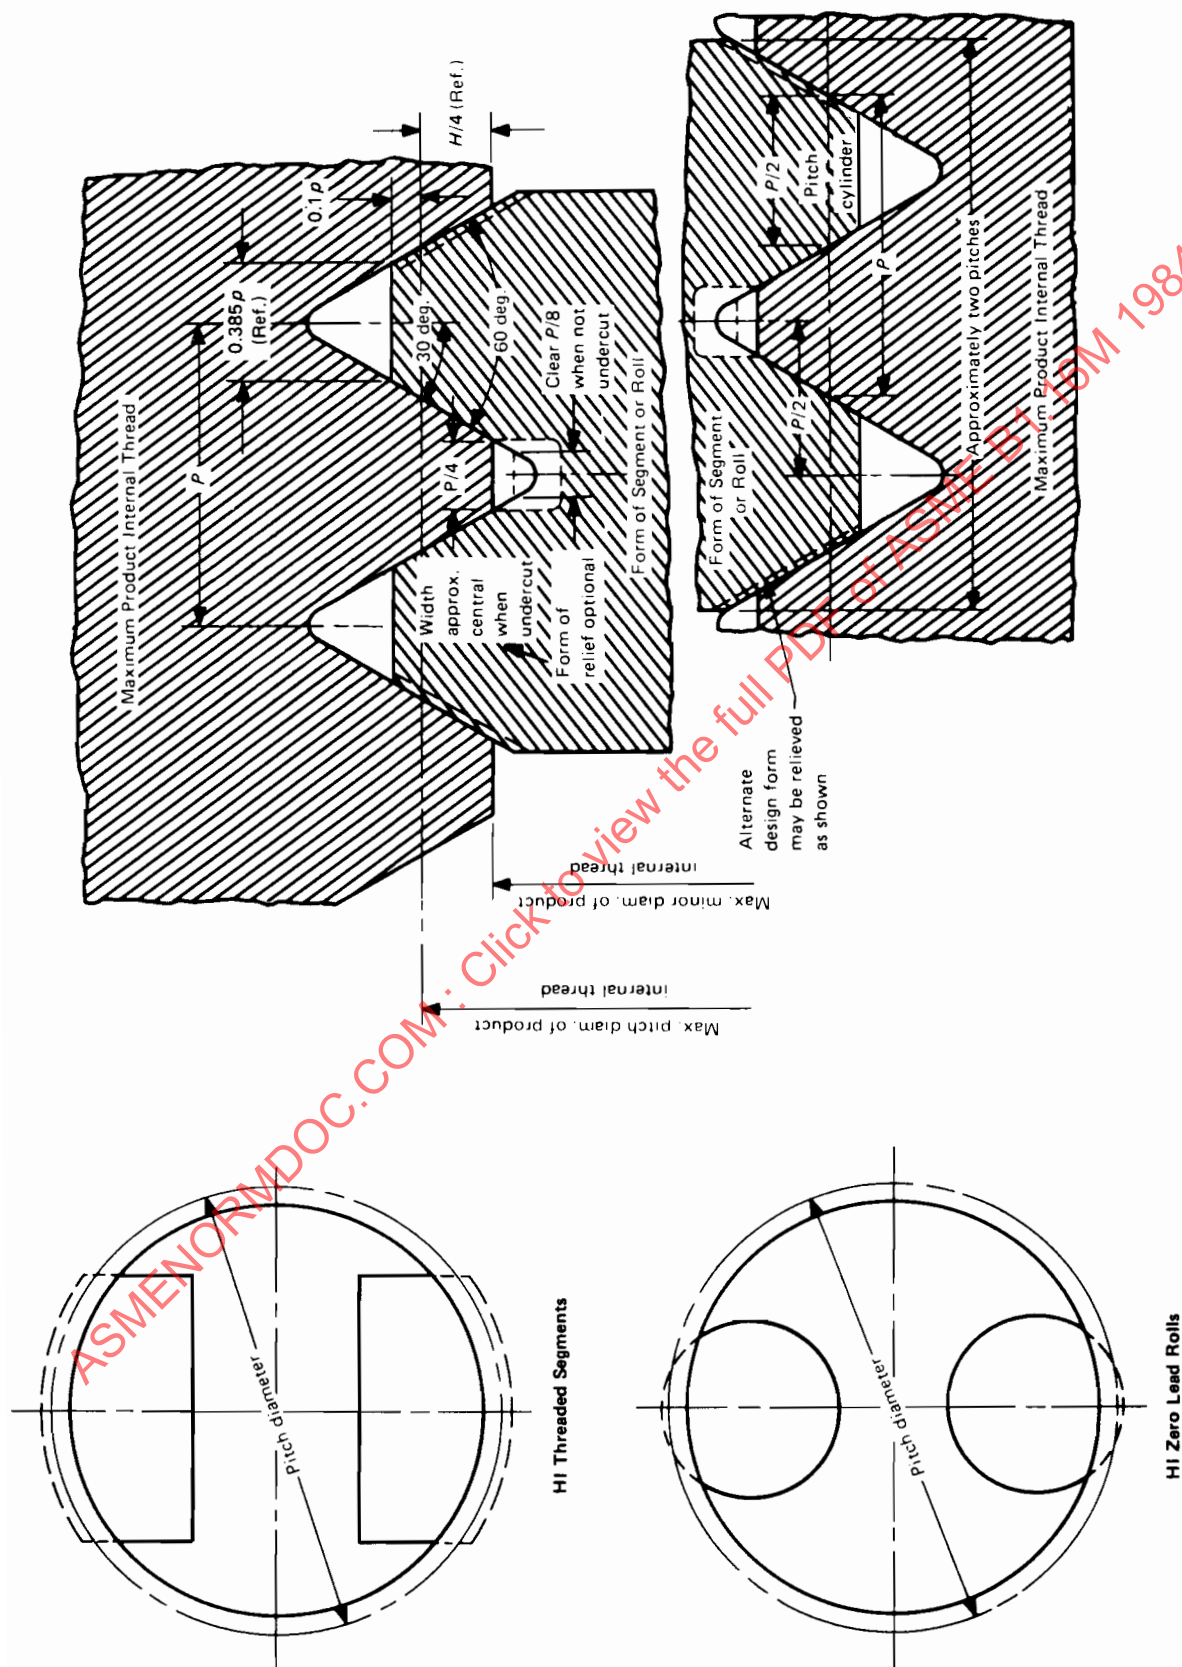 Maximum Product Internal Thread
P
0.385p
(Ref.)
0.1p
H/4 (Ref.)
30 deg.
60 deg.
P/4
Clear P/8
when not
undercut
Width
approx.
central
when
undercut
Form of
relief optional
Form of Segment or Roll
Max. minor diam. of product
internal thread
Max. pitch diam. of product
internal thread
Form of Segment
or Roll
P/2
Pitch
cylinder
P/2
P
Approximately two pitches
Maximum Product Internal Thread
Alternate
design form
may be relieved
as shown
Pitch diameter
HI Threaded Segments
Pitch diameter
HI Zero Lead Rolls
ASMENORMDOC.COM : Click to view the full PDF of ASME B1.16M 1984